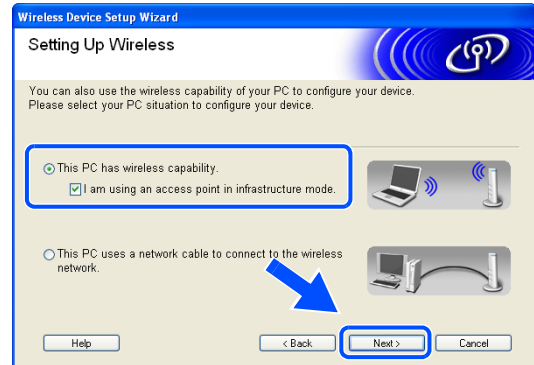 Wireless Device Setup Wizard
Setting Up Wireless
You can also use the wireless capability of your PC to configure your device.
Please select your PC situation to configure your device.
This PC has wireless capability.
I am using an access point in infrastructure mode.
This PC uses a network cable to connect to the wireless
network.
Help
< Back
Next >
Cancel